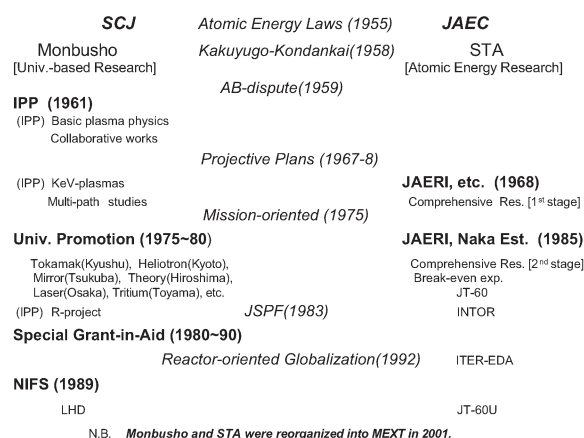 SCJ Atomic Energy Laws (1955) JAEC
Monbusho Kakuyugo-Kondankai(1958) STA
[Univ.-based Research] [Atomic Energy Research]
AB-dispute(1959)
IPP (1961)
(IPP) Basic plasma physics
Collaborative works
Projective Plans (1967-8)
(IPP) KeV-plasmas JAERI, etc. (1968)
Multi-path studies Comprehensive Res. [1st stage]
Mission-oriented (1975)
Univ. Promotion (1975~80) JAERI, Naka Est. (1985)
Tokamak(Kyushu), Heliotron(Kyoto), Comprehensive Res. [2nd stage]
Mirror(Tsukuba), Theory(Hiroshima), Break-even exp.
Laser(Osaka), Tritium(Toyama), etc. JT-60
(IPP) R-project JSPF(1983) INTOR
Special Grant-in-Aid (1980~90)
Reactor-oriented Globalization(1992) ITER-EDA
NIFS (1989)
LHD JT-60U
N.B. Monbusho and STA were reorganized into MEXT in 2001.